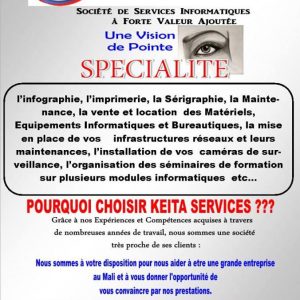 Société de Services Informatiques
à Forte Valeur Ajoutée
Une Vision
de Pointe
SPECIALITE
l'infographie, l'imprimerie, la Sérigraphie, la Mainte-
nance, la vente et location des Matériels,
Equipements Informatiques et Bureautiques, la mise
en place de vos infrastructures réseaux et leurs
maintenances, l'installation de vos caméras de sur-
veillance, l'organisation des séminaires de formation
sur plusieurs modules informatiques etc...
POURQUOI CHOISIR KEITA SERVICES ???
Grâce à nos Expériences et Compétences acquises à travers
de nombreuses années de travail, nous sommes une société
très proche de ses clients :
Nous sommes à votre disposition pour nous aider à etre une grande entreprise
au Mali et à vous donner l'opportunité de
vous convaincre par nos prestations.